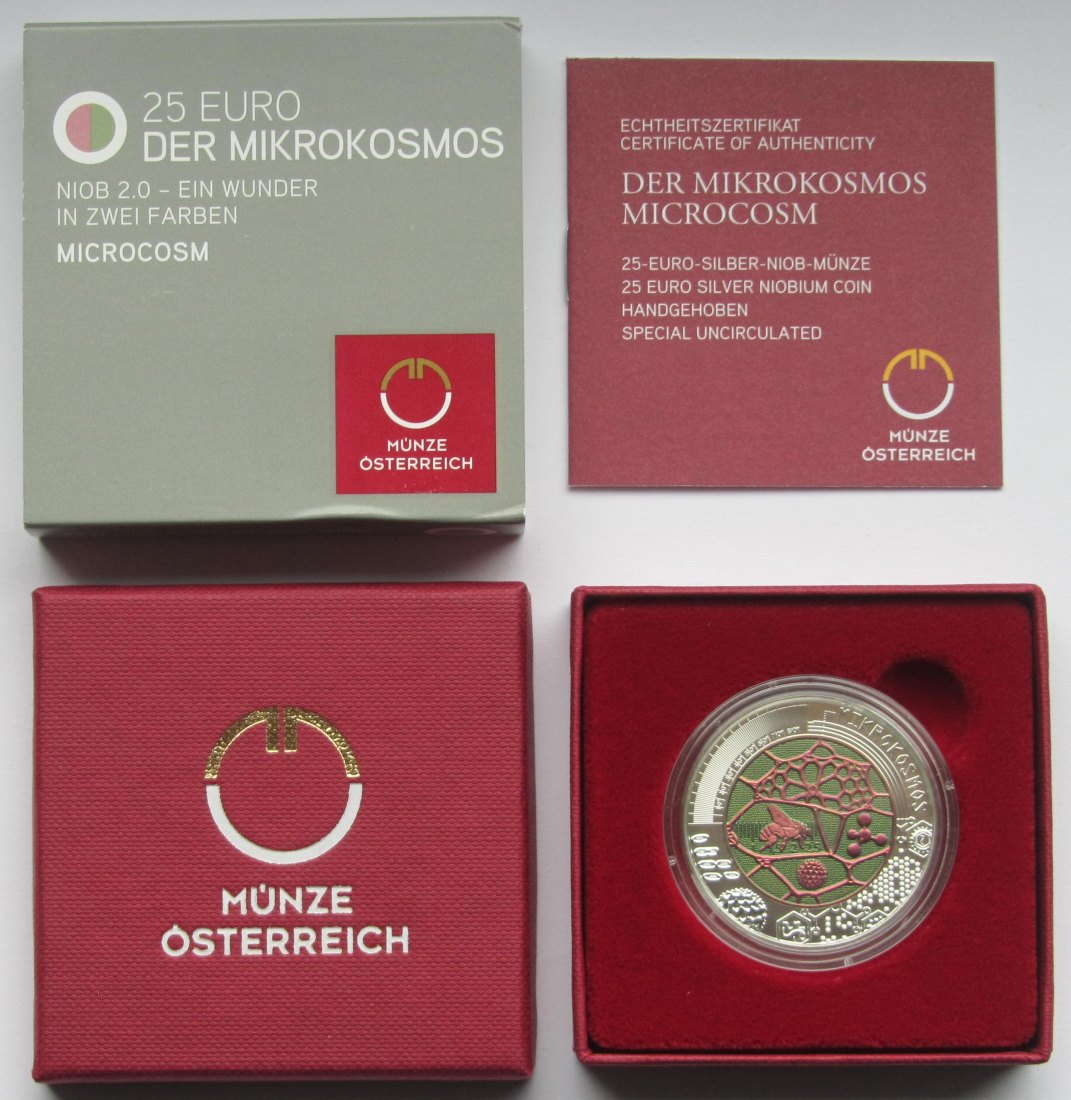 25 EURO
DER MIKROKOSMOS
NIOB 2.0 – EIN WUNDER
IN ZWEI FARBEN
MICROCOSM
MÜNZE
ÖSTERREICH
ECHTHEITSZERTIFIKAT
CERTIFICATE OF AUTHENTICITY
DER MIKROKOSMOS
MICROCOSM
25-EURO-SILBER-NIOB-MÜNZE
25 EURO SILVER NIOBIUM COIN
HANDGEHOBEN
SPECIAL UNCIRCULATED
MÜNZE
ÖSTERREICH
MÜNZE
ÖSTERREICH
MIKROKOSMOS